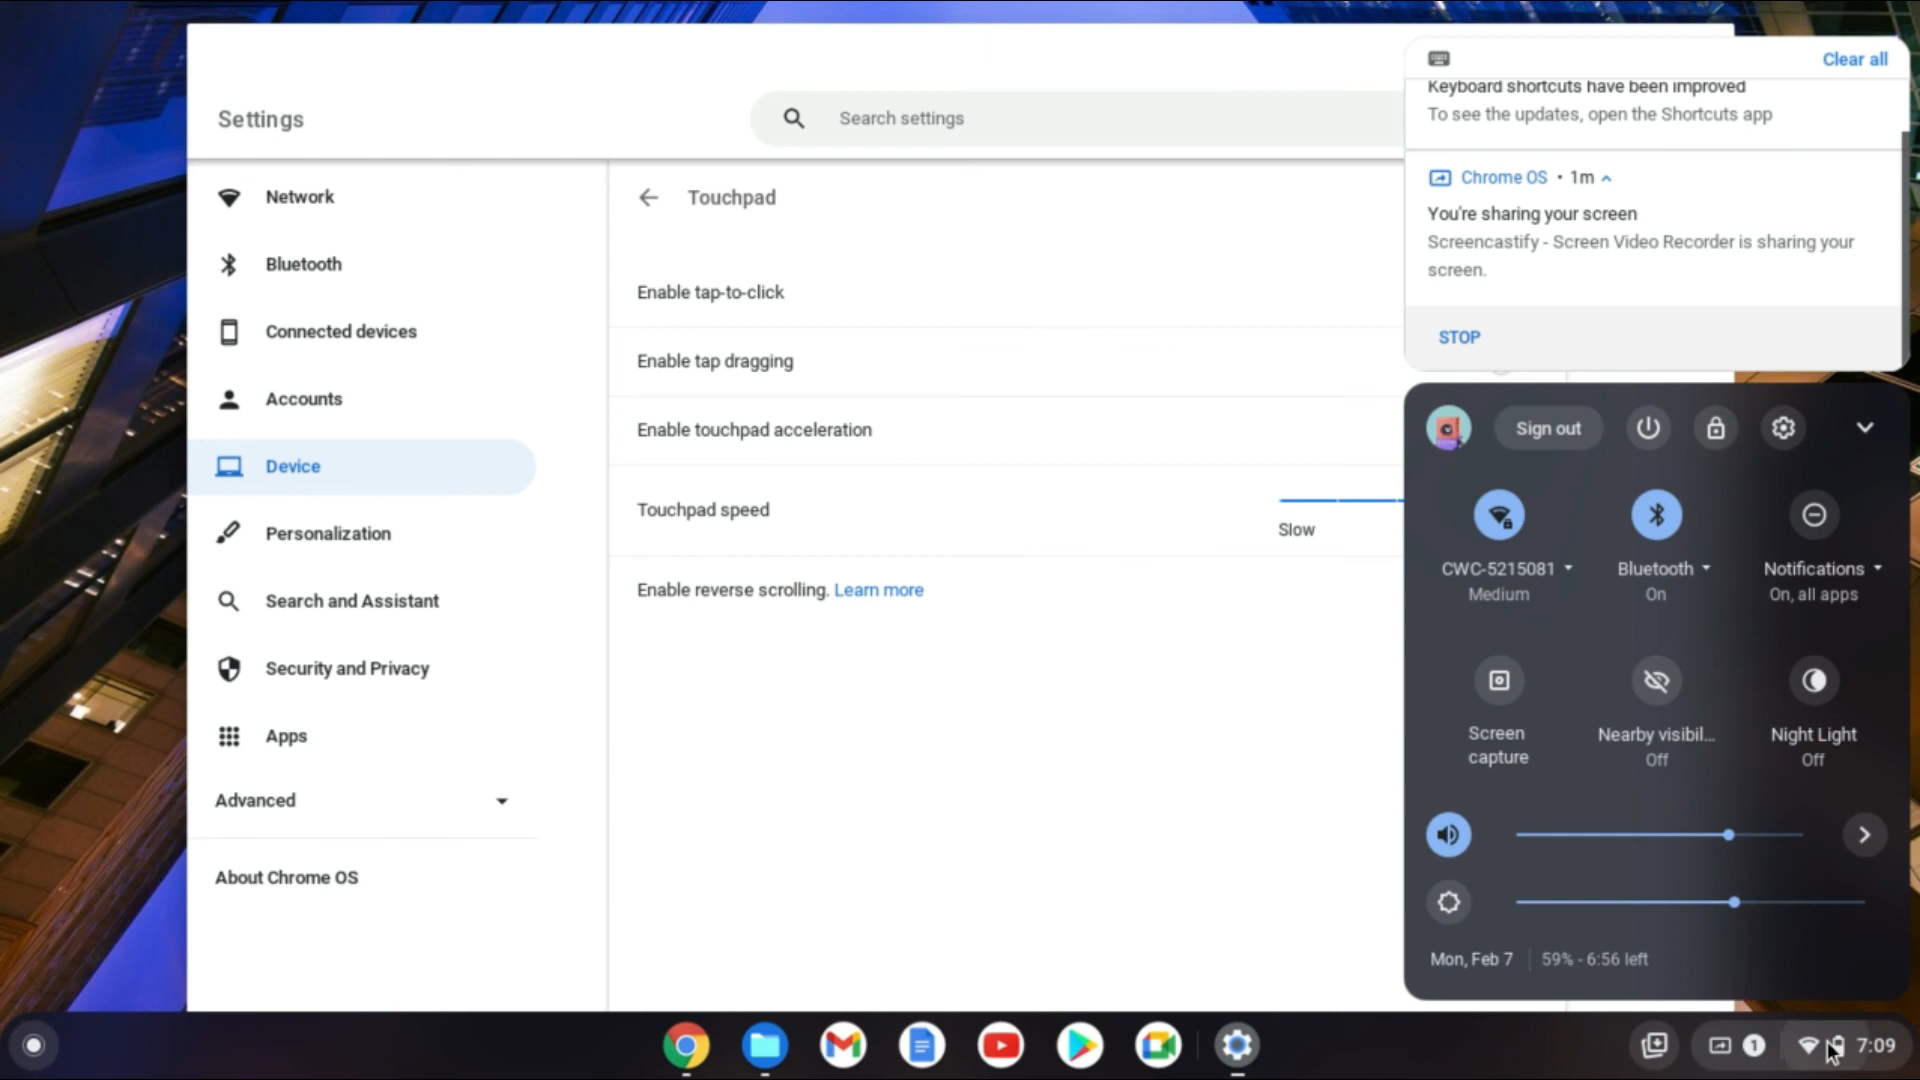 Settings
Search settings
Network
Bluetooth
Connected devices
Accounts
Device
Personalization
Search and Assistant
Security and Privacy
Apps
Advanced
About Chrome OS
Touchpad
Enable tap-to-click
Enable tap dragging
Enable touchpad acceleration
Touchpad speed
Slow
Enable reverse scrolling. Learn more
Clear all
Keyboard shortcuts have been improved
To see the updates, open the Shortcuts app
Chrome OS • 1m
You're sharing your screen
Screencastify - Screen Video Recorder is sharing your
screen.
STOP
Sign out
CWC-5215081
Medium
Bluetooth
On
Notifications
On, all apps
Screen
capture
Nearby visibil...
Off
Night Light
Off
Mon, Feb 7
59% - 6:56 left
1
7:09